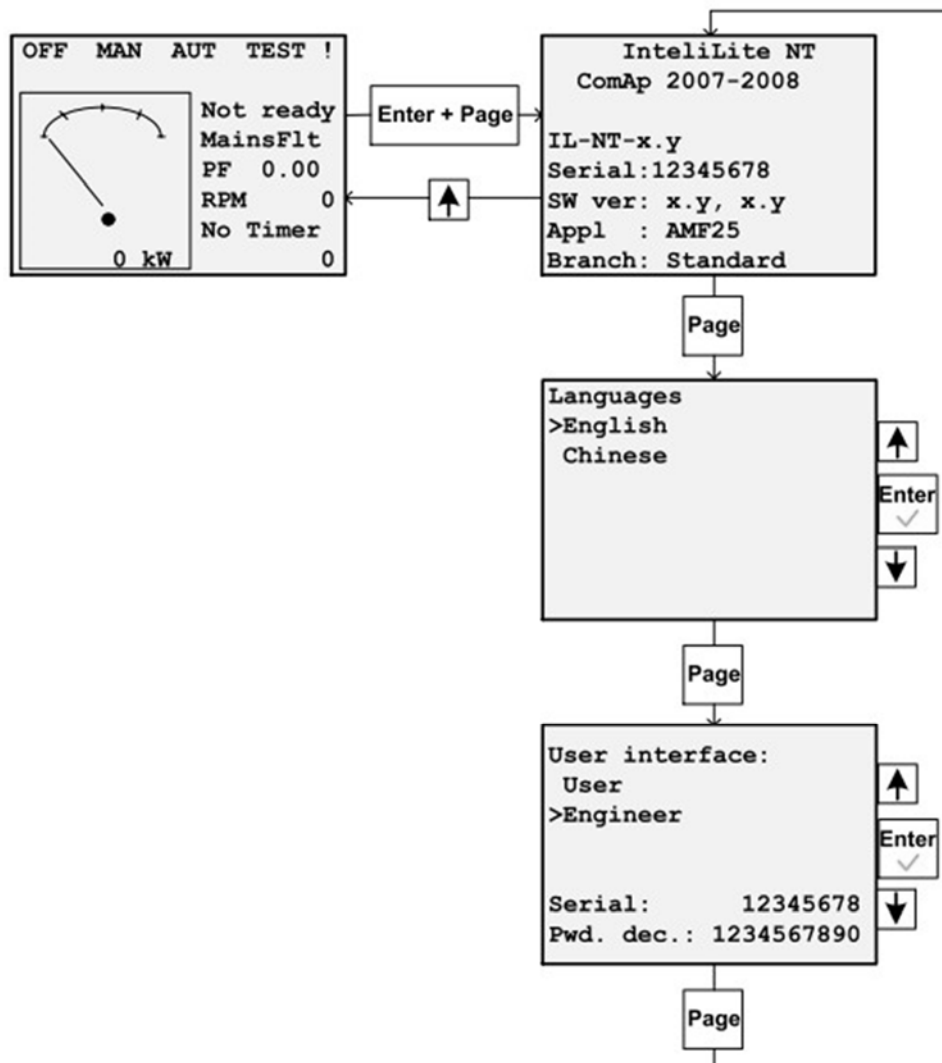 OFF MAN AUT TEST !
Not ready
MainsFlt
PF 0.00
RPM 0
No Timer
0 kW 0
Enter + Page
InteliLite NT
ComAp 2007-2008
IL-NT-x.y
Serial:12345678
SW ver: x.y, x.y
Appl : AMF25
Branch: Standard
Page
Languages
>English
Chinese
Enter
Page
User interface:
User
>Engineer
Serial: 12345678
Pwd. dec.: 1234567890
Enter
Page